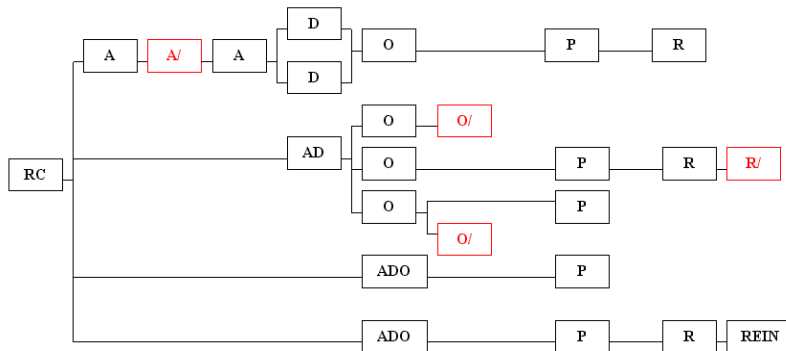 D
A A/ A O P R
D
O O/
AD
O P R R/
RC
O P
O/
ADO P
ADO P R REIN